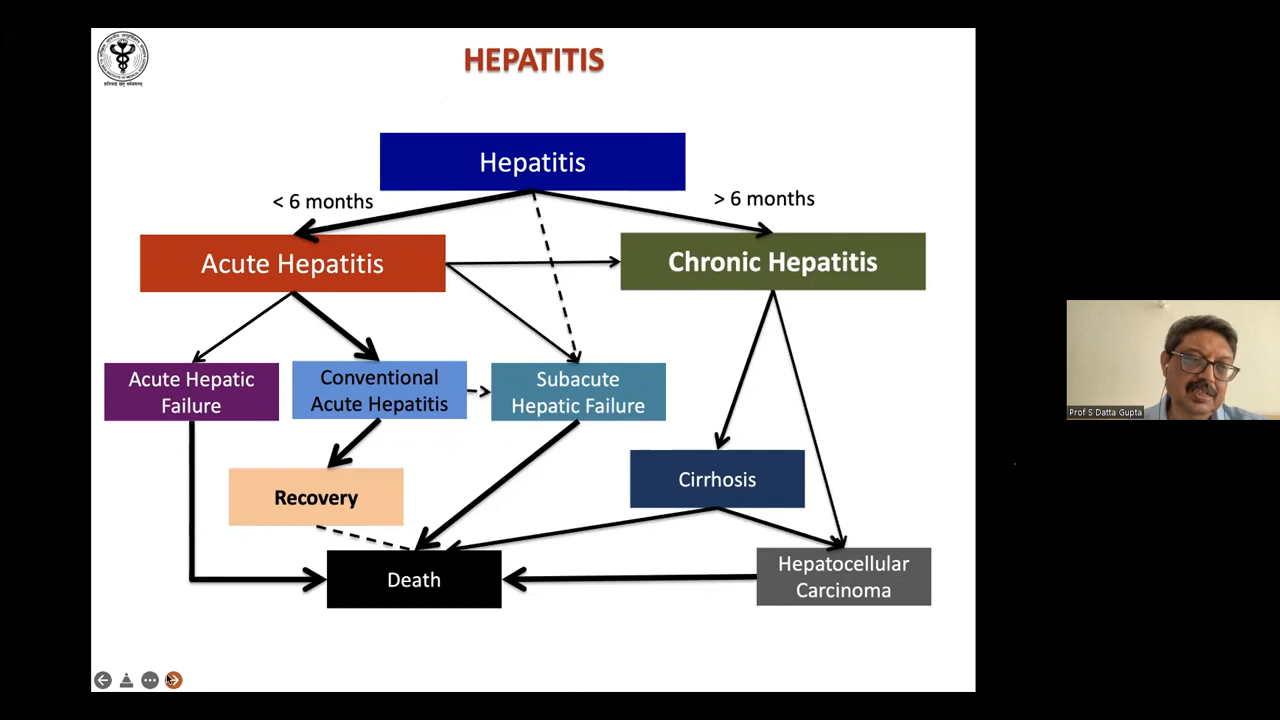 HEPATITIS
Hepatitis
< 6 months
> 6 months
Acute Hepatitis
Chronic Hepatitis
Acute Hepatic
Failure
Conventional
Acute Hepatitis
Subacute
Hepatic Failure
Recovery
Cirrhosis
Death
Hepatocellular
Carcinoma
Prof S Datta Gupta